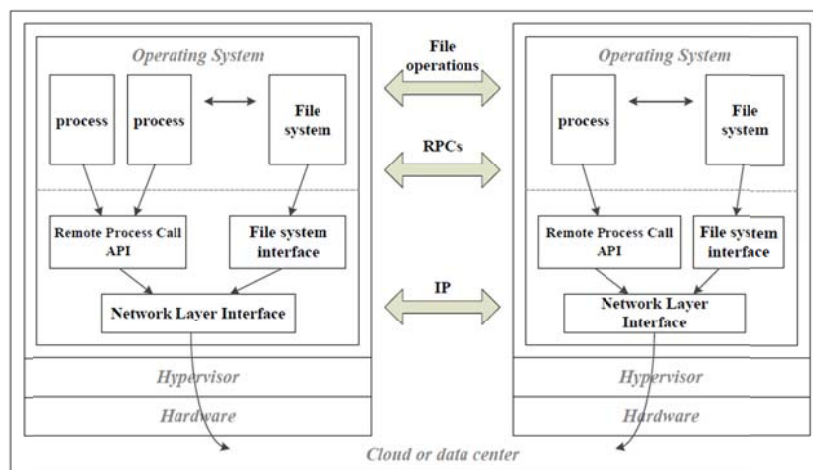 Operating System
process
process
File
system
Remote Process Call
API
File system
interface
Network Layer Interface
Hypervisor
Hardware
File
operations
RPCs
IP
Operating System
process
File
system
Remote Process Call
API
File system
interface
Network Layer
Interface
Hypervisor
Hardware
Cloud or data center